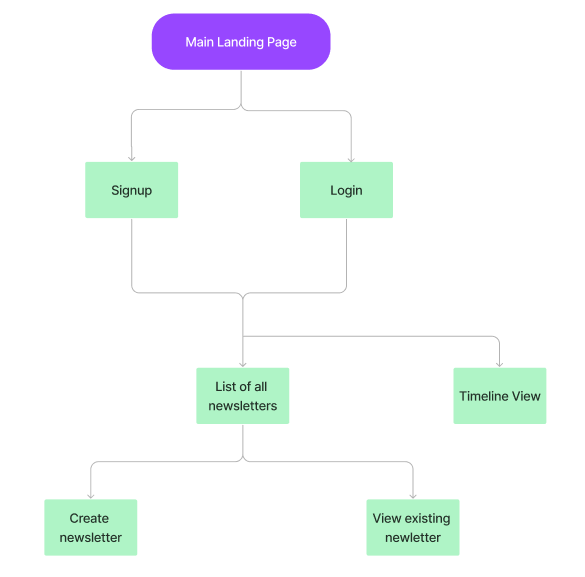 Main Landing Page
Signup
Login
List of all
newsletters
Timeline View
Create
newsletter
View existing
newletter